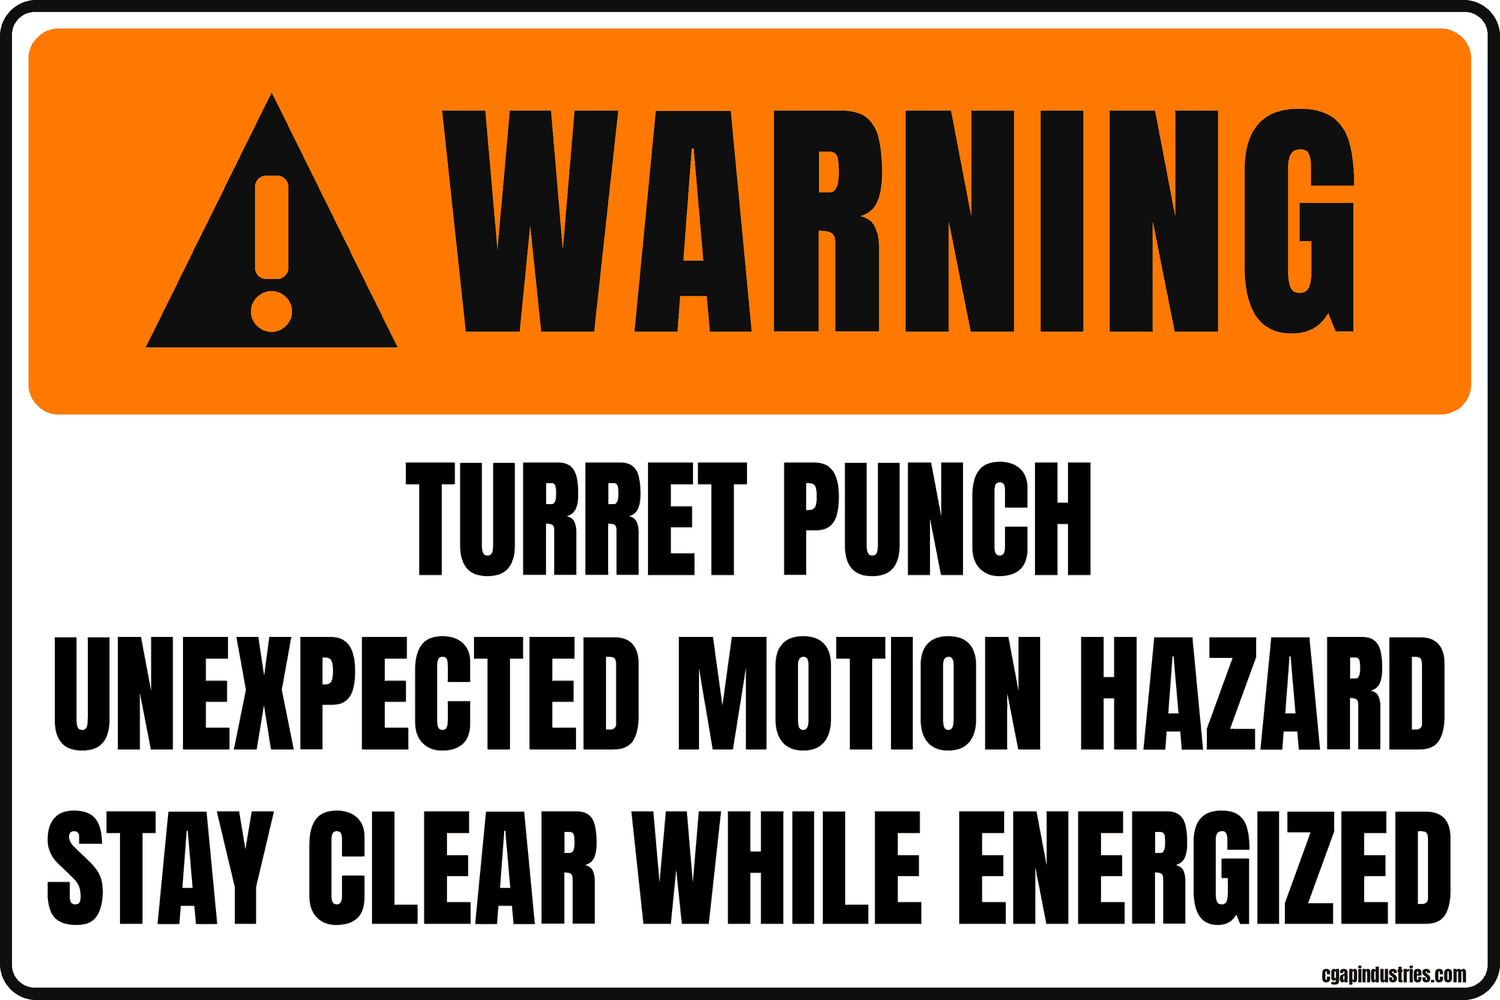 WARNING
TURRET PUNCH
UNEXPECTED MOTION HAZARD
STAY CLEAR WHILE ENERGIZED
cgapindustries.com